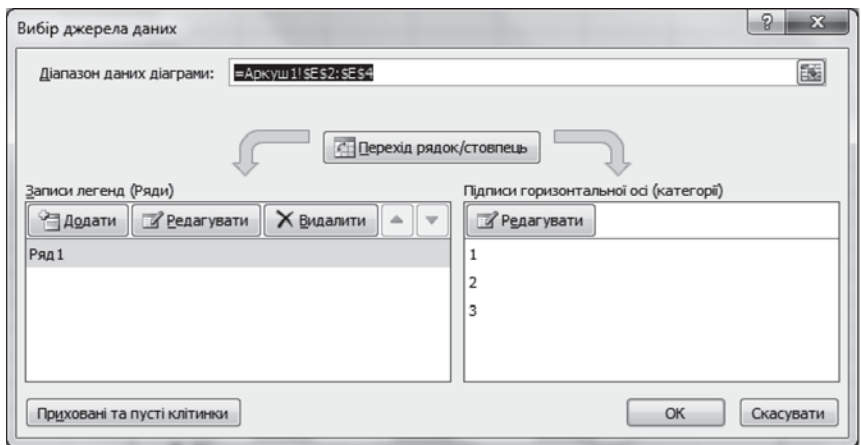 Вибір джерела даних
Діапазон даних діаграми: =Аркуш1!$E$2:$E$4
Перехід рядок/стовпець
Записи легенд (Ряди)
Підписи горизонтальної осі (категорії)
Додати Редагувати Видалити
Редагувати
Ряд1
1
2
3
Приховані та пусті клітинки
ОК Скасувати